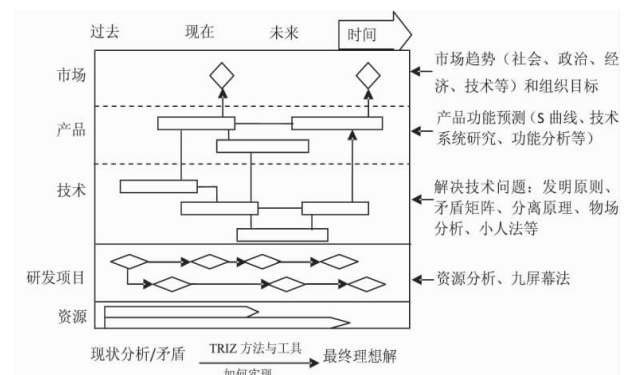 过去 现在 未来 时间
市场
市场趋势（社会、政治、经
济、技术等）和组织目标
产品
产品功能预测（S 曲线、技术
系统研究、功能分析等）
技术
解决技术问题：发明原则、
矛盾矩阵、分离原理、物场
分析、小人法等
研发项目
资源分析、九屏幕法
资源
现状分析/矛盾 TRIZ 方法与工具 最终理想解
如何实现